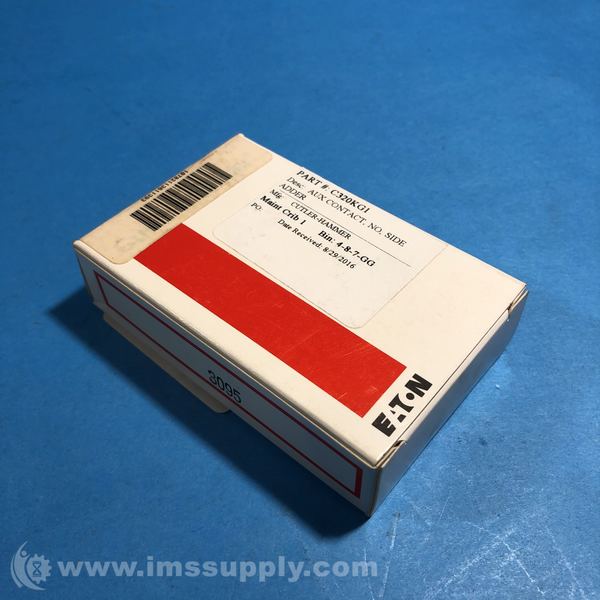 PART #: C320KG1
Desc: AUX CONTACT, NO, SIDE
ADDER
Mfg: CUTLER-HAMMER
Maint Crib 1 Bin: 4-8-7-GG
PO: Date Received: 8/29/2016
EATON
3095
www.imssupply.com